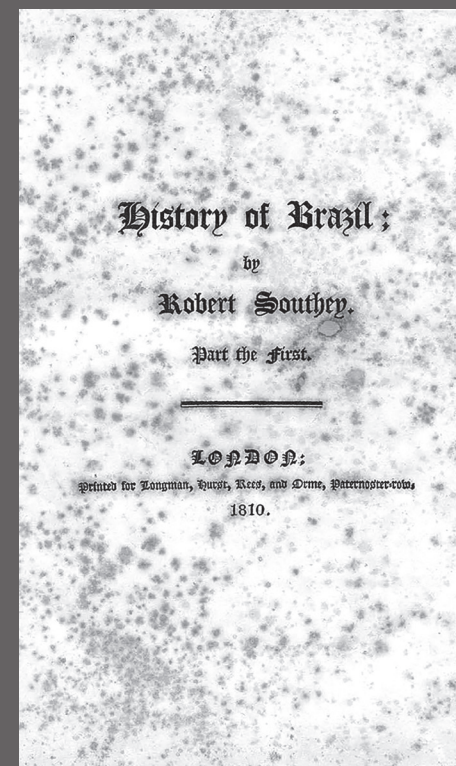 History of Brazil;
by
Robert Southey.
Part the First.
LONDON;
Printed for Longman, Hurst, Rees, and Orme, Paternoster-row,
1810.